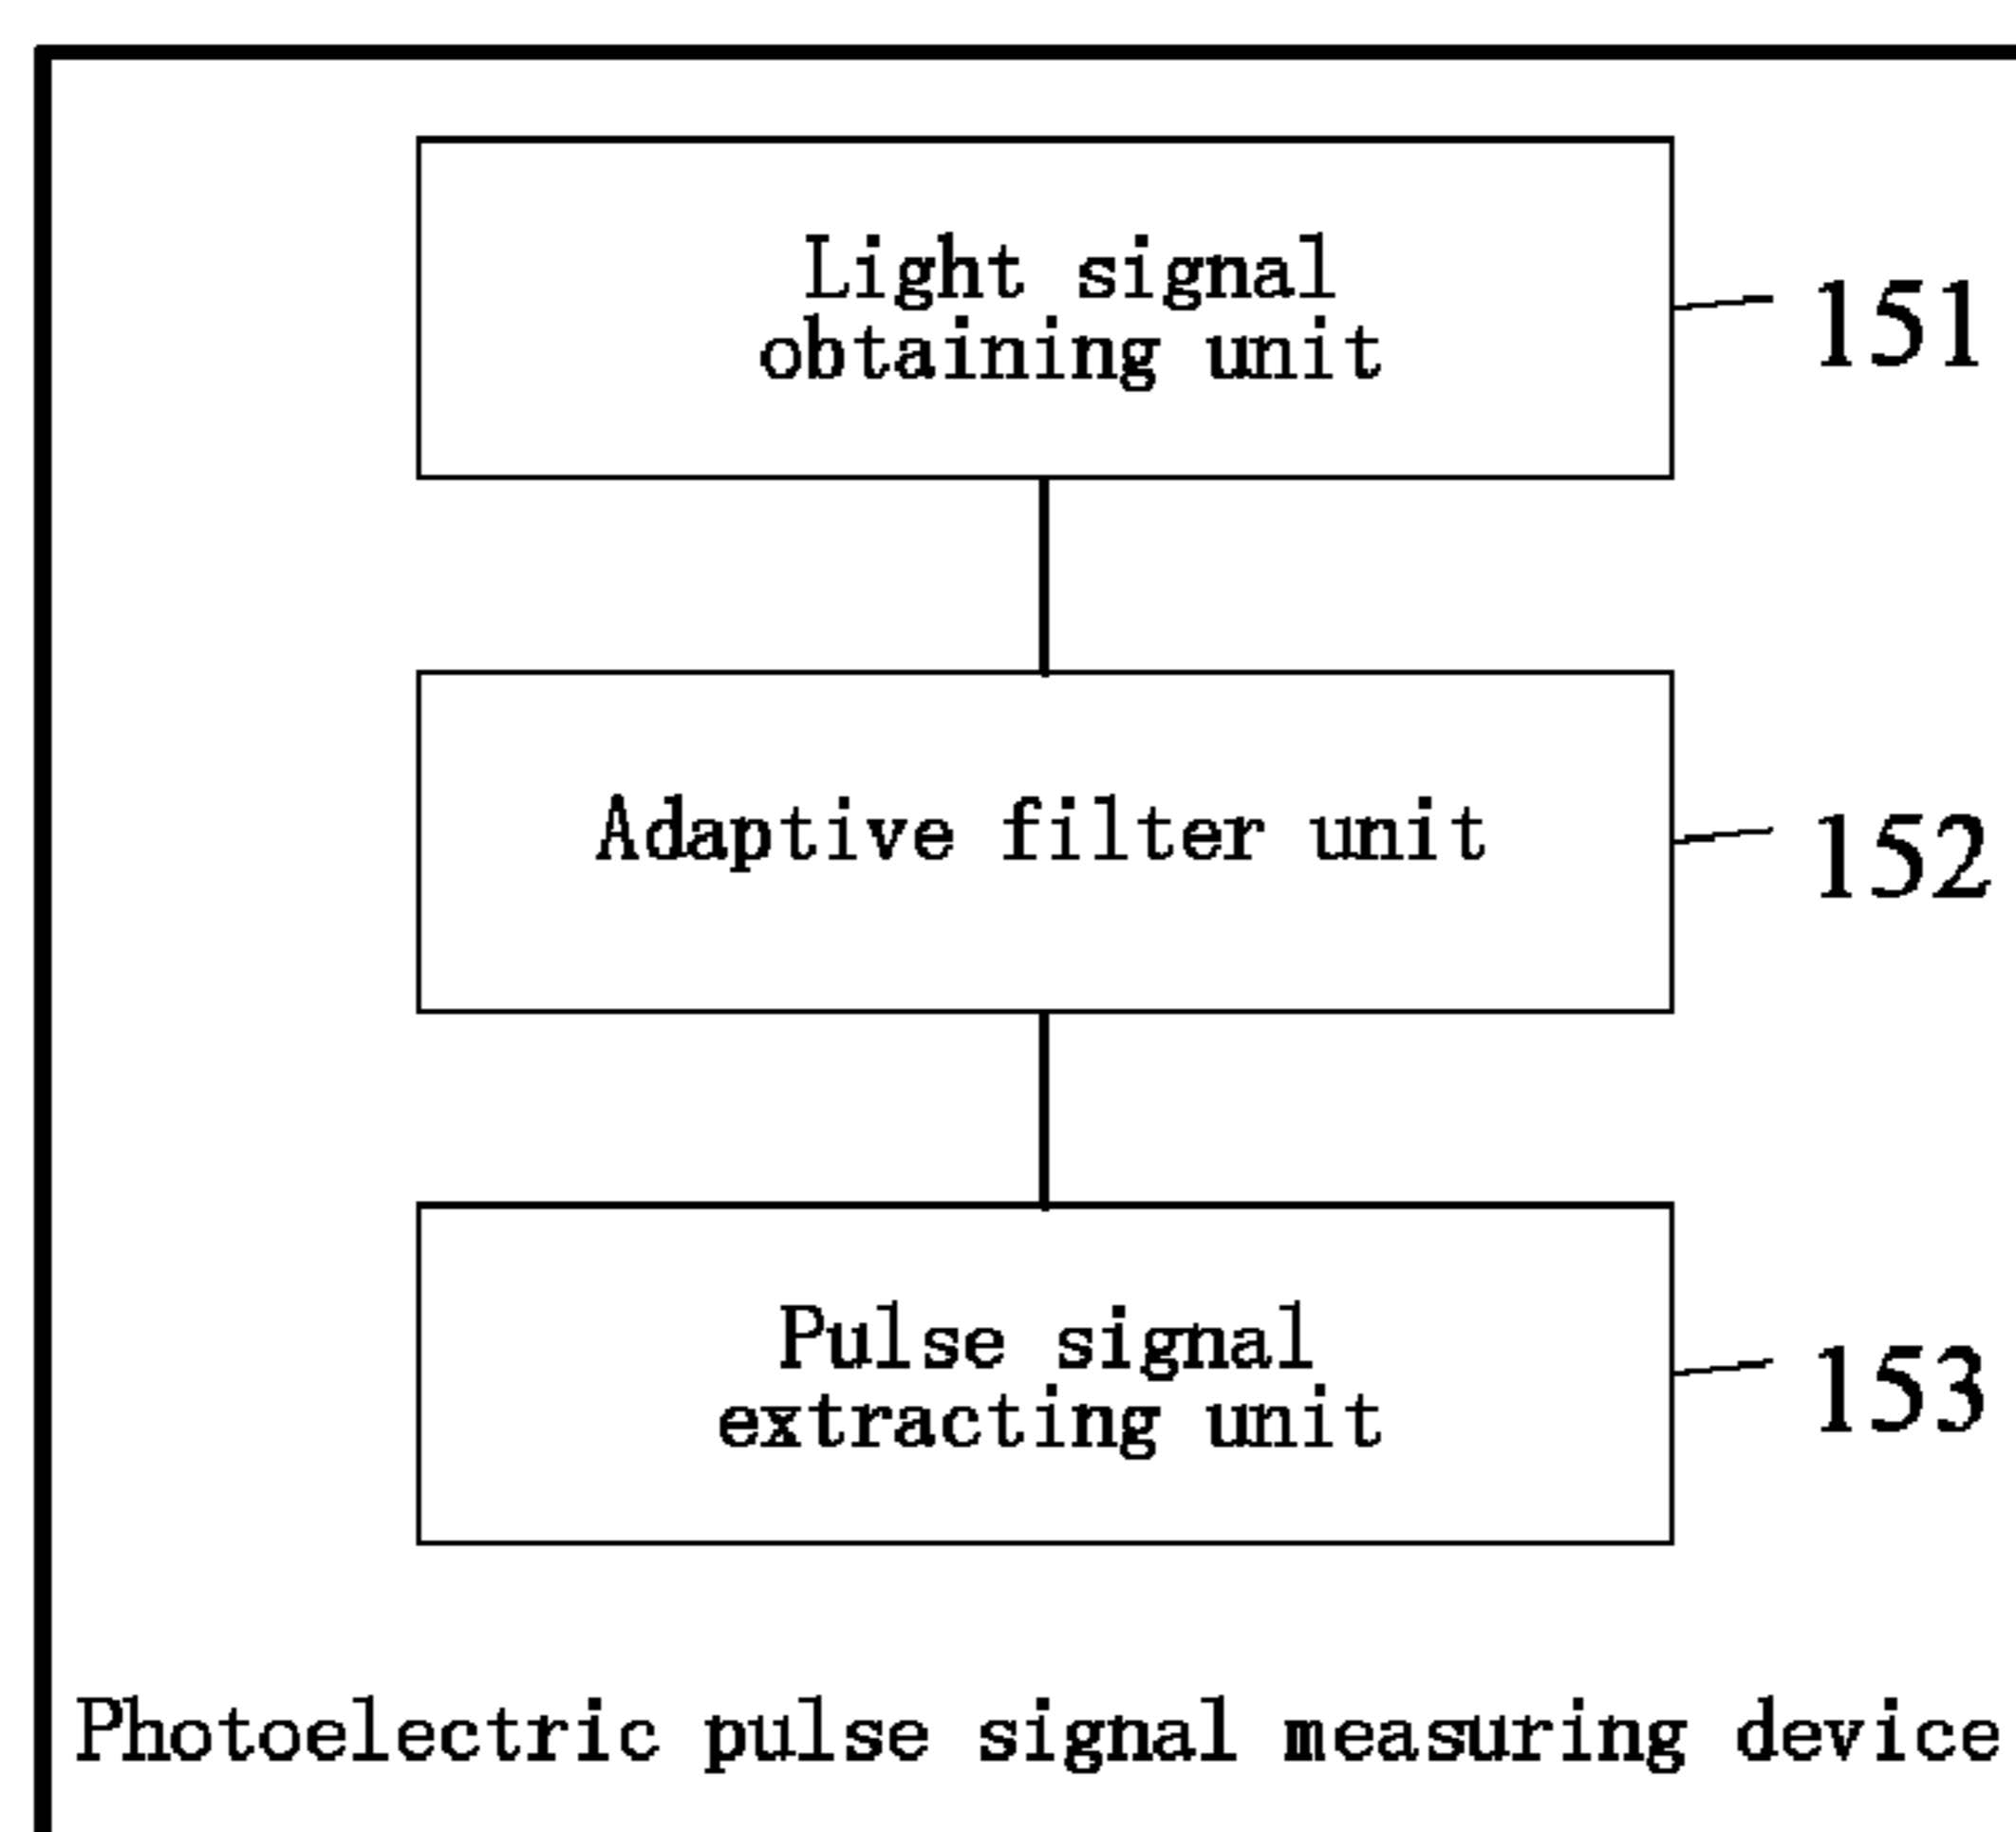 Light signal
obtaining unit
151
Adaptive filter unit
152
Pulse signal
extracting unit
153
Photoelectric pulse signal measuring device